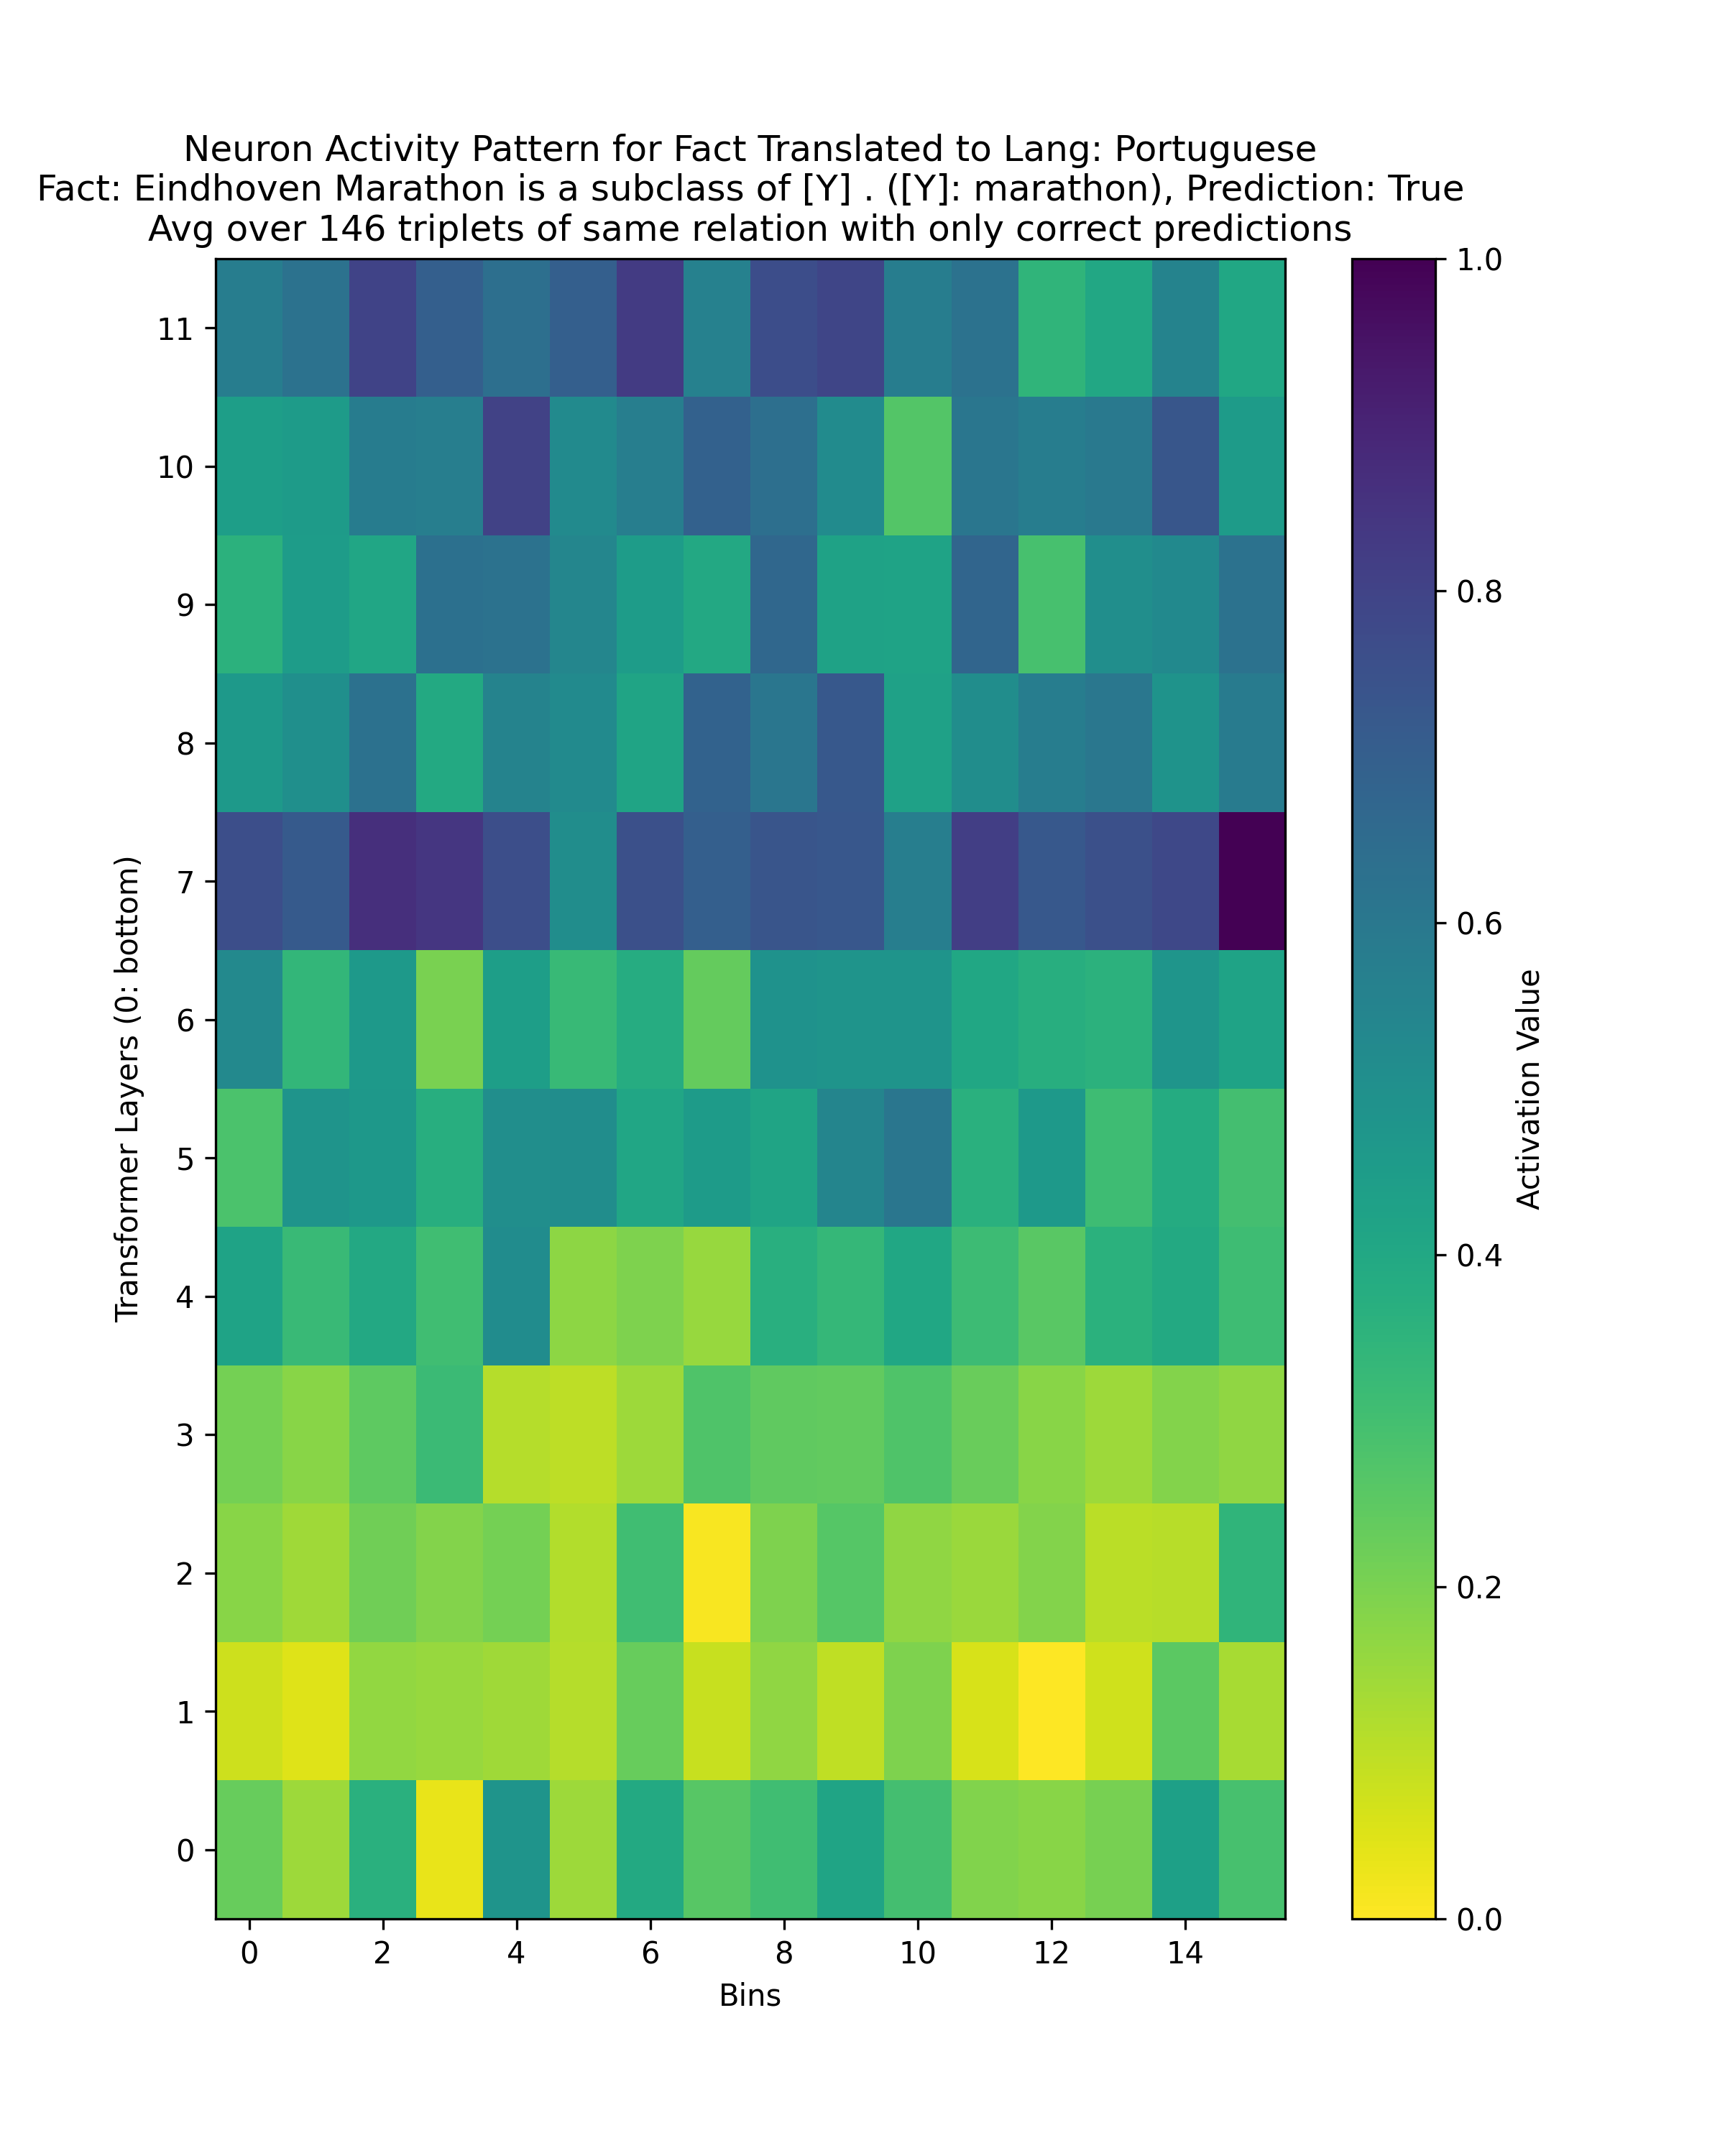 Neuron Activity Pattern for Fact Translated to Lang: Portuguese
Fact: Eindhoven Marathon is a subclass of [Y] . ([Y]: marathon), Prediction: True
Avg over 146 triplets of same relation with only correct predictions
11
10
9
8
7
6
5
4
3
2
1
0
Transformer Layers (0: bottom)
0 2 4 6 8 10 12 14
Bins
1.0
0.8
0.6
0.4
0.2
0.0
Activation Value